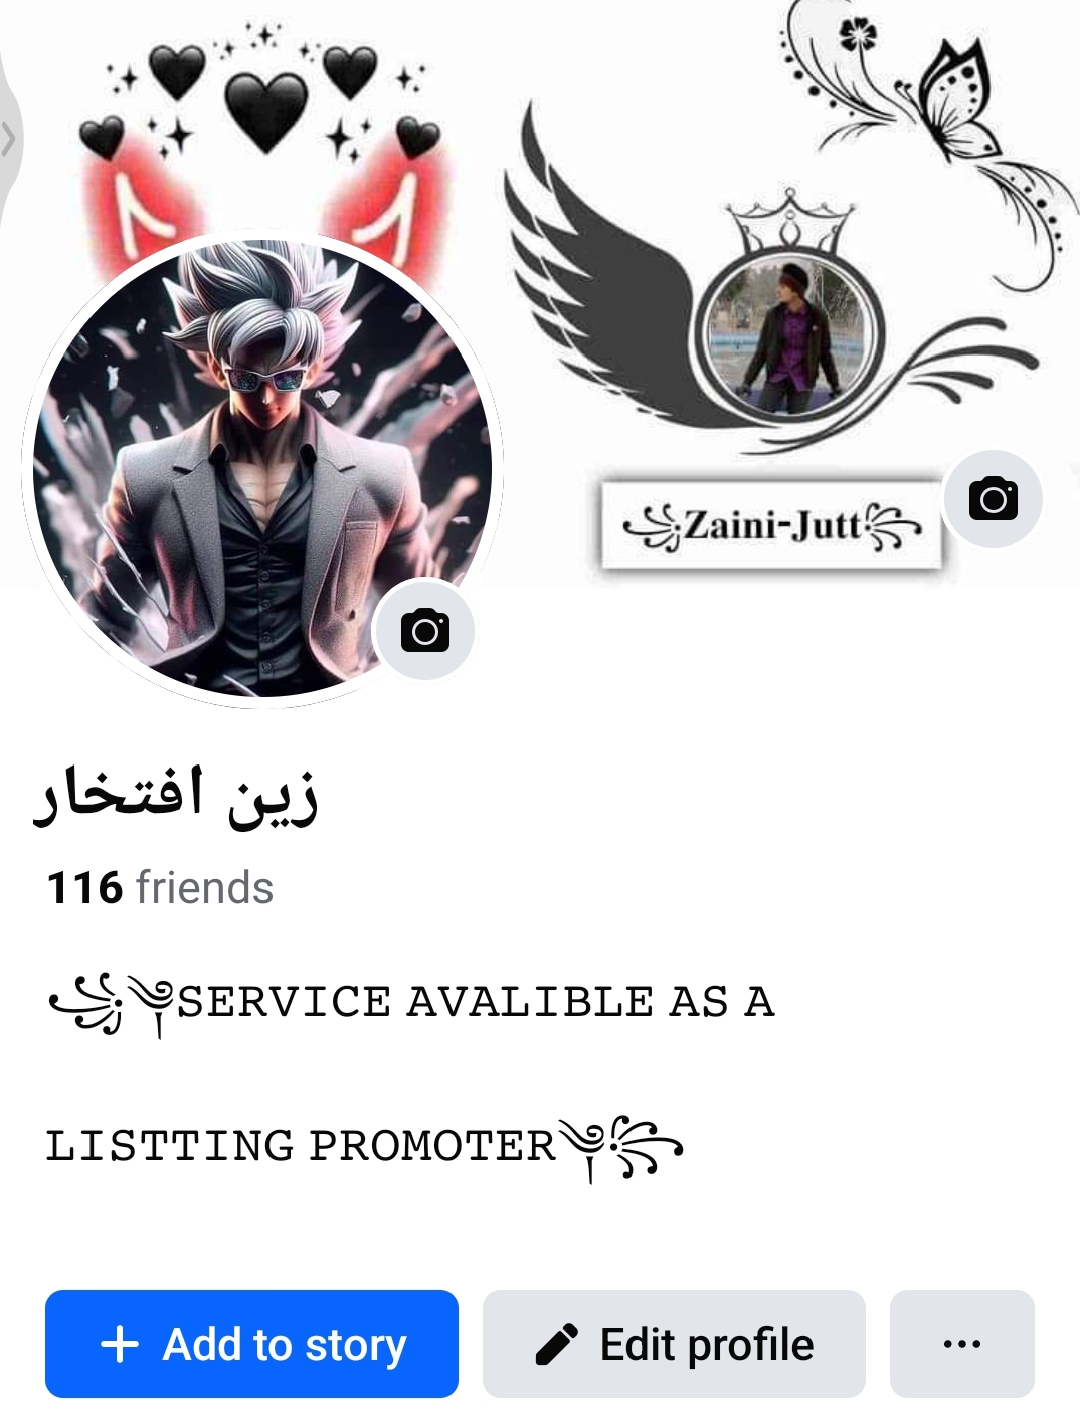 ꧁Zaini-Jutt꧂
زین افتخار
116 friends
꧁༒SERVICE AVALIBLE AS A
LISTTING PROMOTER༒꧂
Add to story
Edit profile